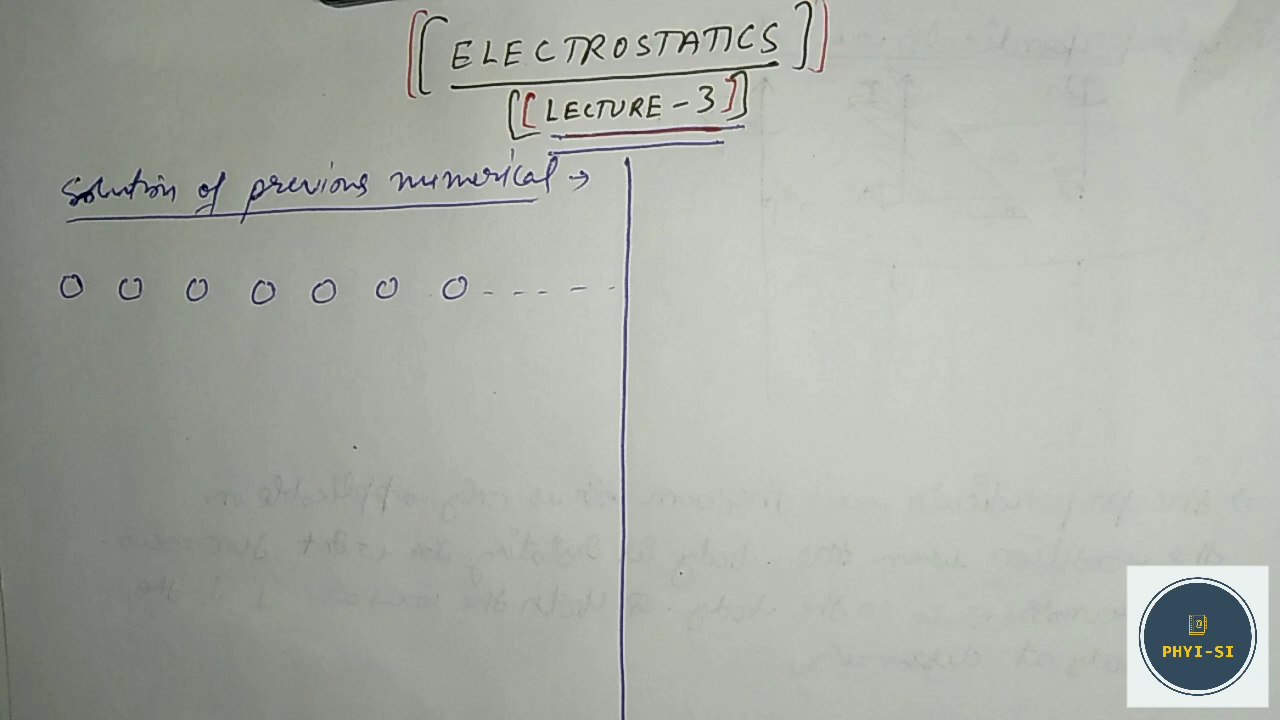 [[ELECTROSTATICS]]
[[LECTURE-3]]
Solution of previous numerical →
O O O O O O O - - - - -
PHYI-SI